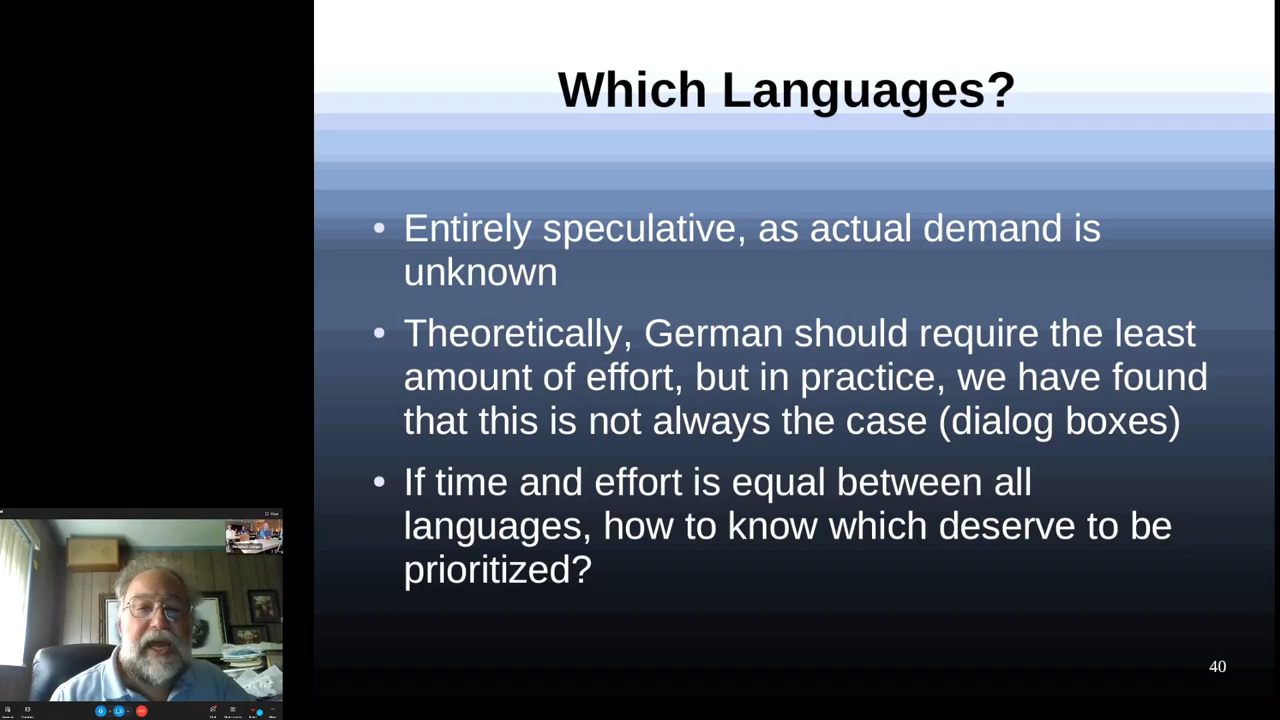 Which Languages?
• Entirely speculative, as actual demand is
unknown
• Theoretically, German should require the least
amount of effort, but in practice, we have found
that this is not always the case (dialog boxes)
• If time and effort is equal between all
languages, how to know which deserve to be
prioritized?
40
View